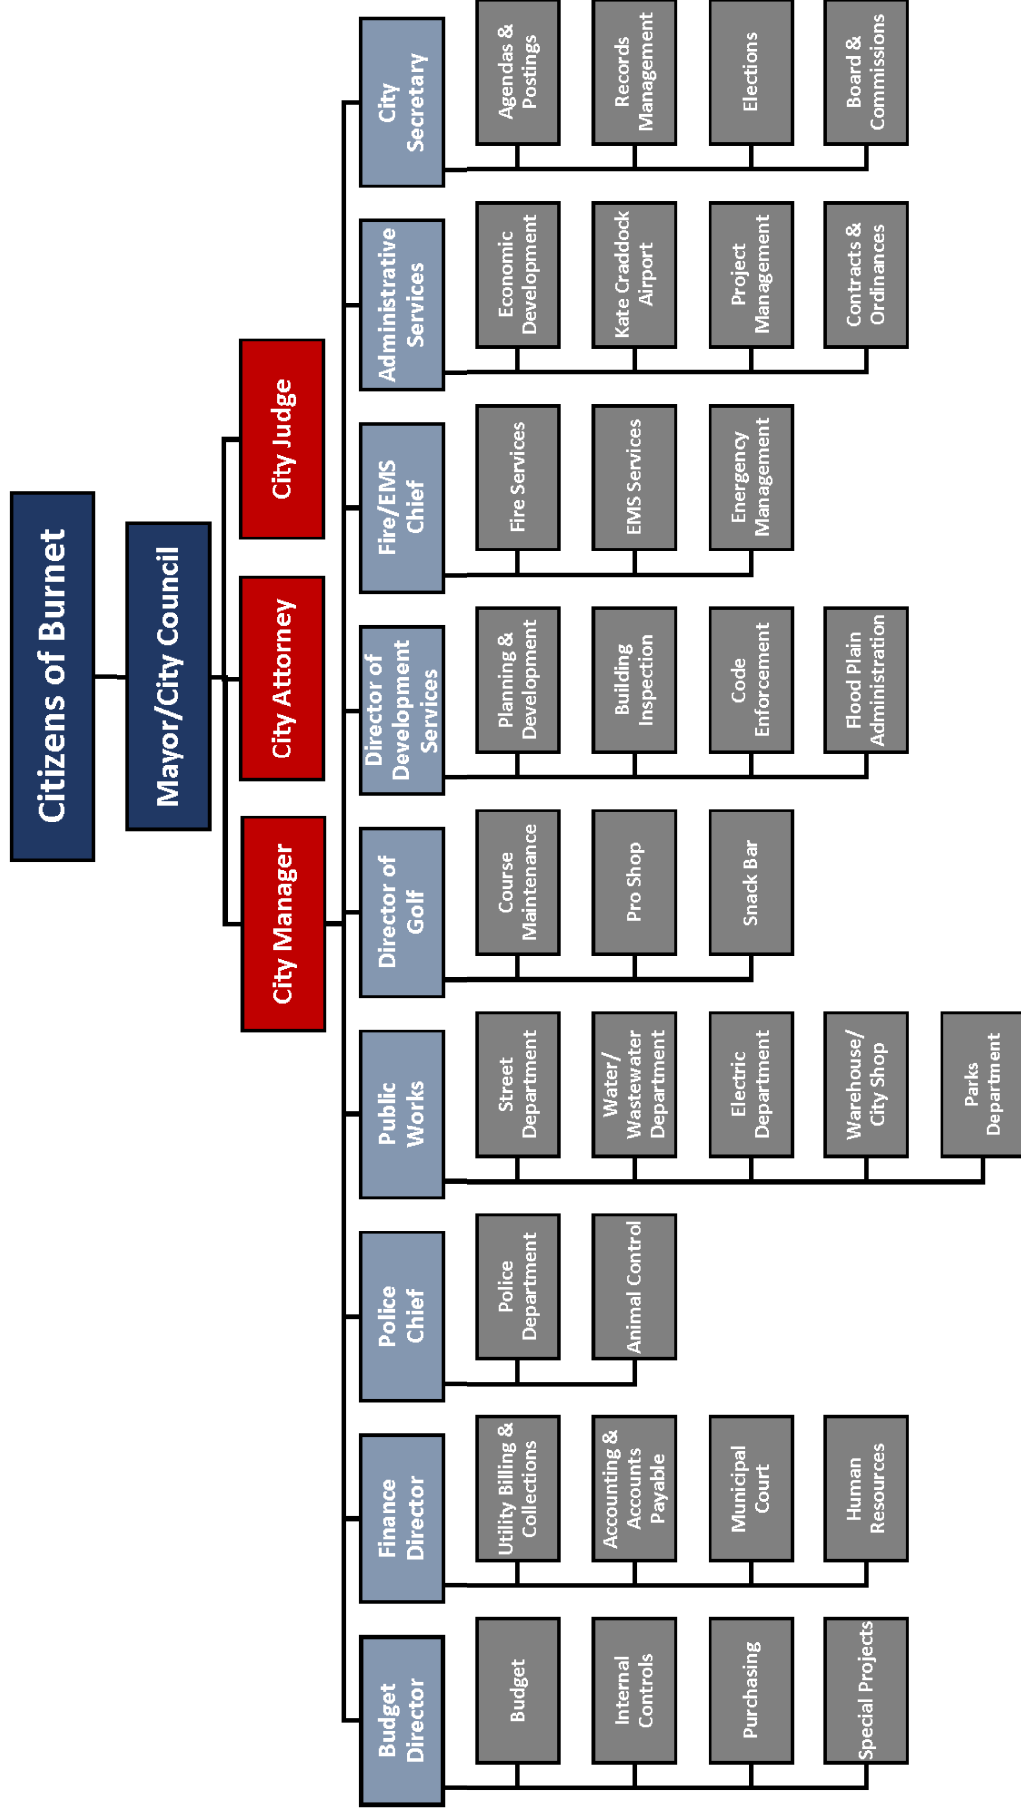 Citizens of Burnet
Mayor/City Council
City Manager
City Attorney
City Judge
Budget
Director
Finance
Director
Police
Chief
Public
Works
Director of
Golf
Director of
Development
Services
Fire/EMS
Chief
Administrative
Services
City
Secretary
Budget
Internal
Controls
Purchasing
Special Projects
Utility Billing &
Collections
Accounting &
Accounts
Payable
Municipal
Court
Human
Resources
Police
Department
Animal Control
Street
Department
Water/
Wastewater
Department
Electric
Department
Warehouse/
City Shop
Parks
Department
Course
Maintenance
Pro Shop
Snack Bar
Planning &
Development
Building
Inspection
Code
Enforcement
Flood Plain
Administration
Fire Services
EMS Services
Energency
Management
Economic
Development
Kate Craddock
Airport
Project
Management
Contracts &
Ordinances
Agendas &
Postings
Records
Management
Elections
Board &
Commissions